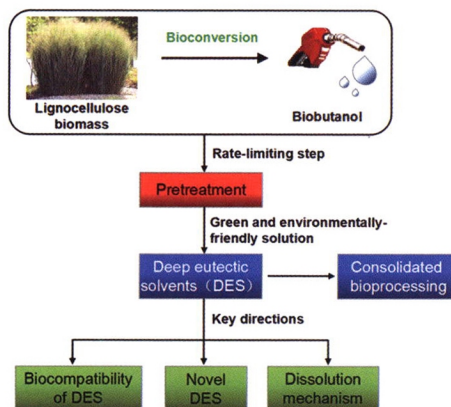 Bioconversion
Lignocellulose
biomass
Biobutanol
Rate-limiting step
Pretreatment
Green and environmentally-
friendly solution
Deep eutectic
solvents（DES）
Consolidated
bioprocessing
Key directions
Biocompatibility
of DES
Novel
DES
Dissolution
mechanism